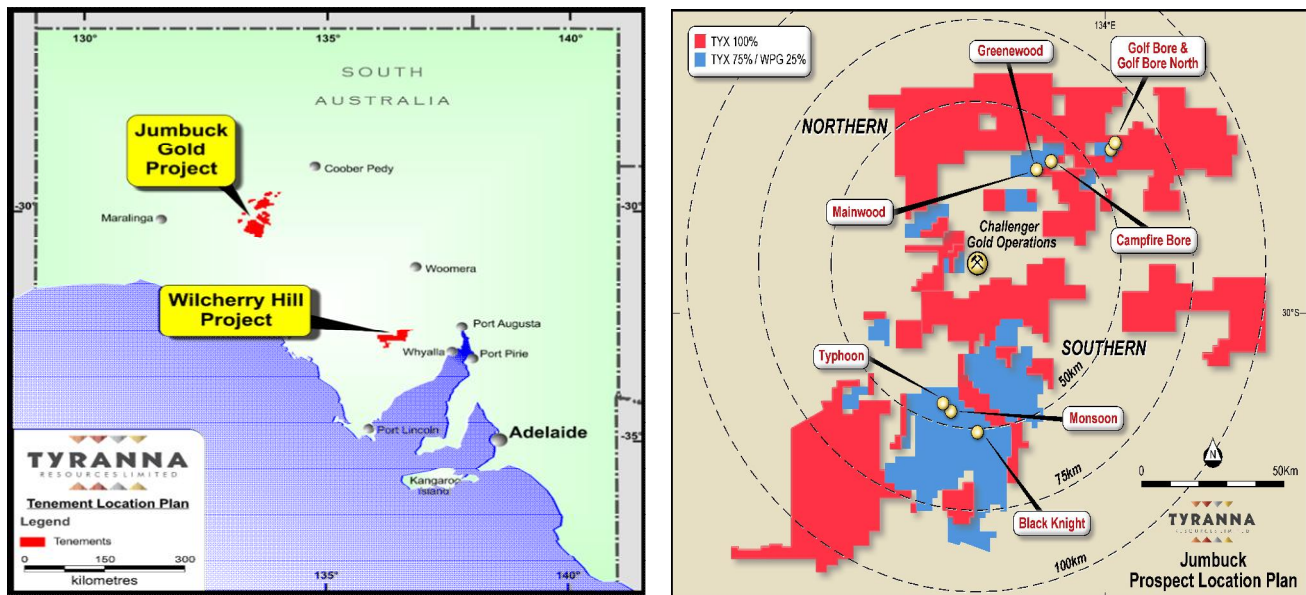 130°
135°
140°
SOUTH
AUSTRALIA
Jumbuck
Gold
Project
Coober Pedy
-30°
-30°
Maralinga
Woomera
Wilcherry Hill
Project
Port Augusta
Whyalla
Port Pirie
Port Lincoln
Adelaide
-35°
Kangaroo
Island
TYRANNA
RESOURCES LIMITED
Tenement Location Plan
Legend
Tenements
0 150 300
kilometres
135°
140°
TYX 100%
TYX 75% / WPG 25%
134°E
Greenewood
Golf Bore &
Golf Bore North
NORTHERN
Mainwood
Challenger
Gold Operations
Campfire Bore
30°S
SOUTHERN
Typhoon
50km
Monsoon
N
75km
0 50Km
Black Knight
TYRANNA
RESOURCES LIMITED
100km
Jumbuck
Prospect Location Plan